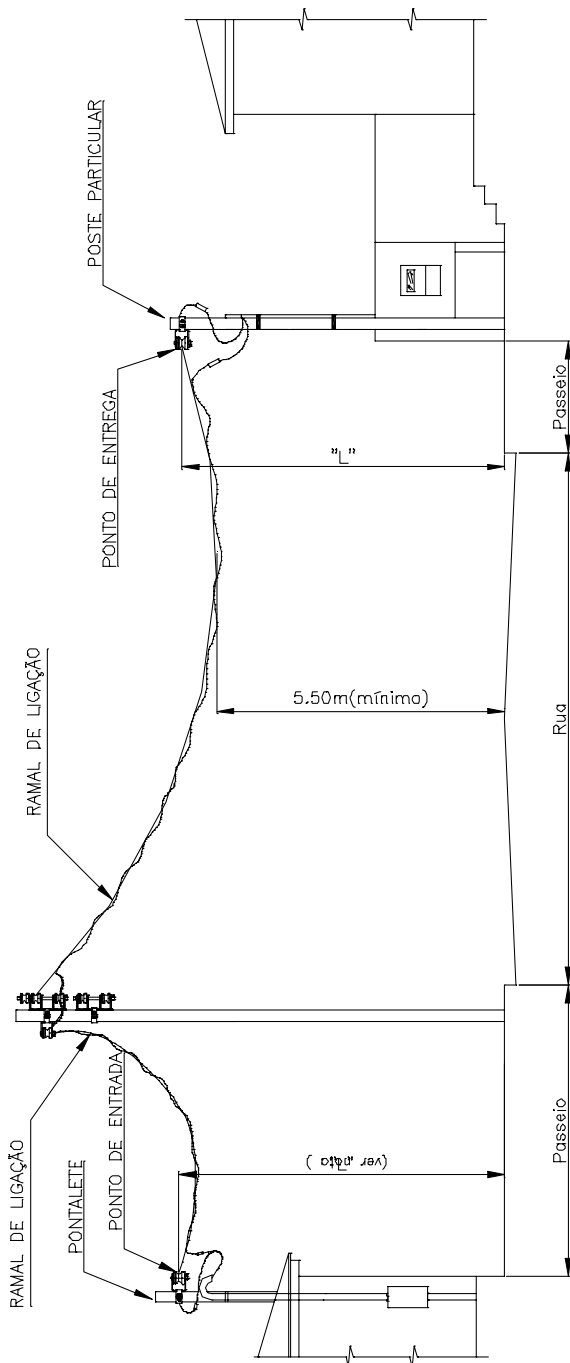 RAMAL DE LIGAÇÃO
PONTALETE
PONTO DE ENTRADA
RAMAL DE LIGAÇÃO
PONTO DE ENTREGA
POSTE PARTICULAR
(ver nota )
5.50m(mínimo)
"L"
Passeio
Rua
Passeio